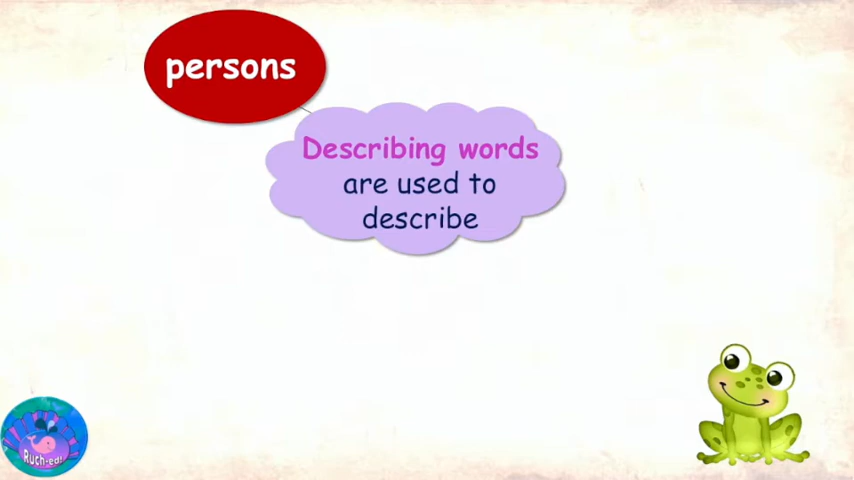 persons
Describing words
are used to
describe
Ruch-ed!